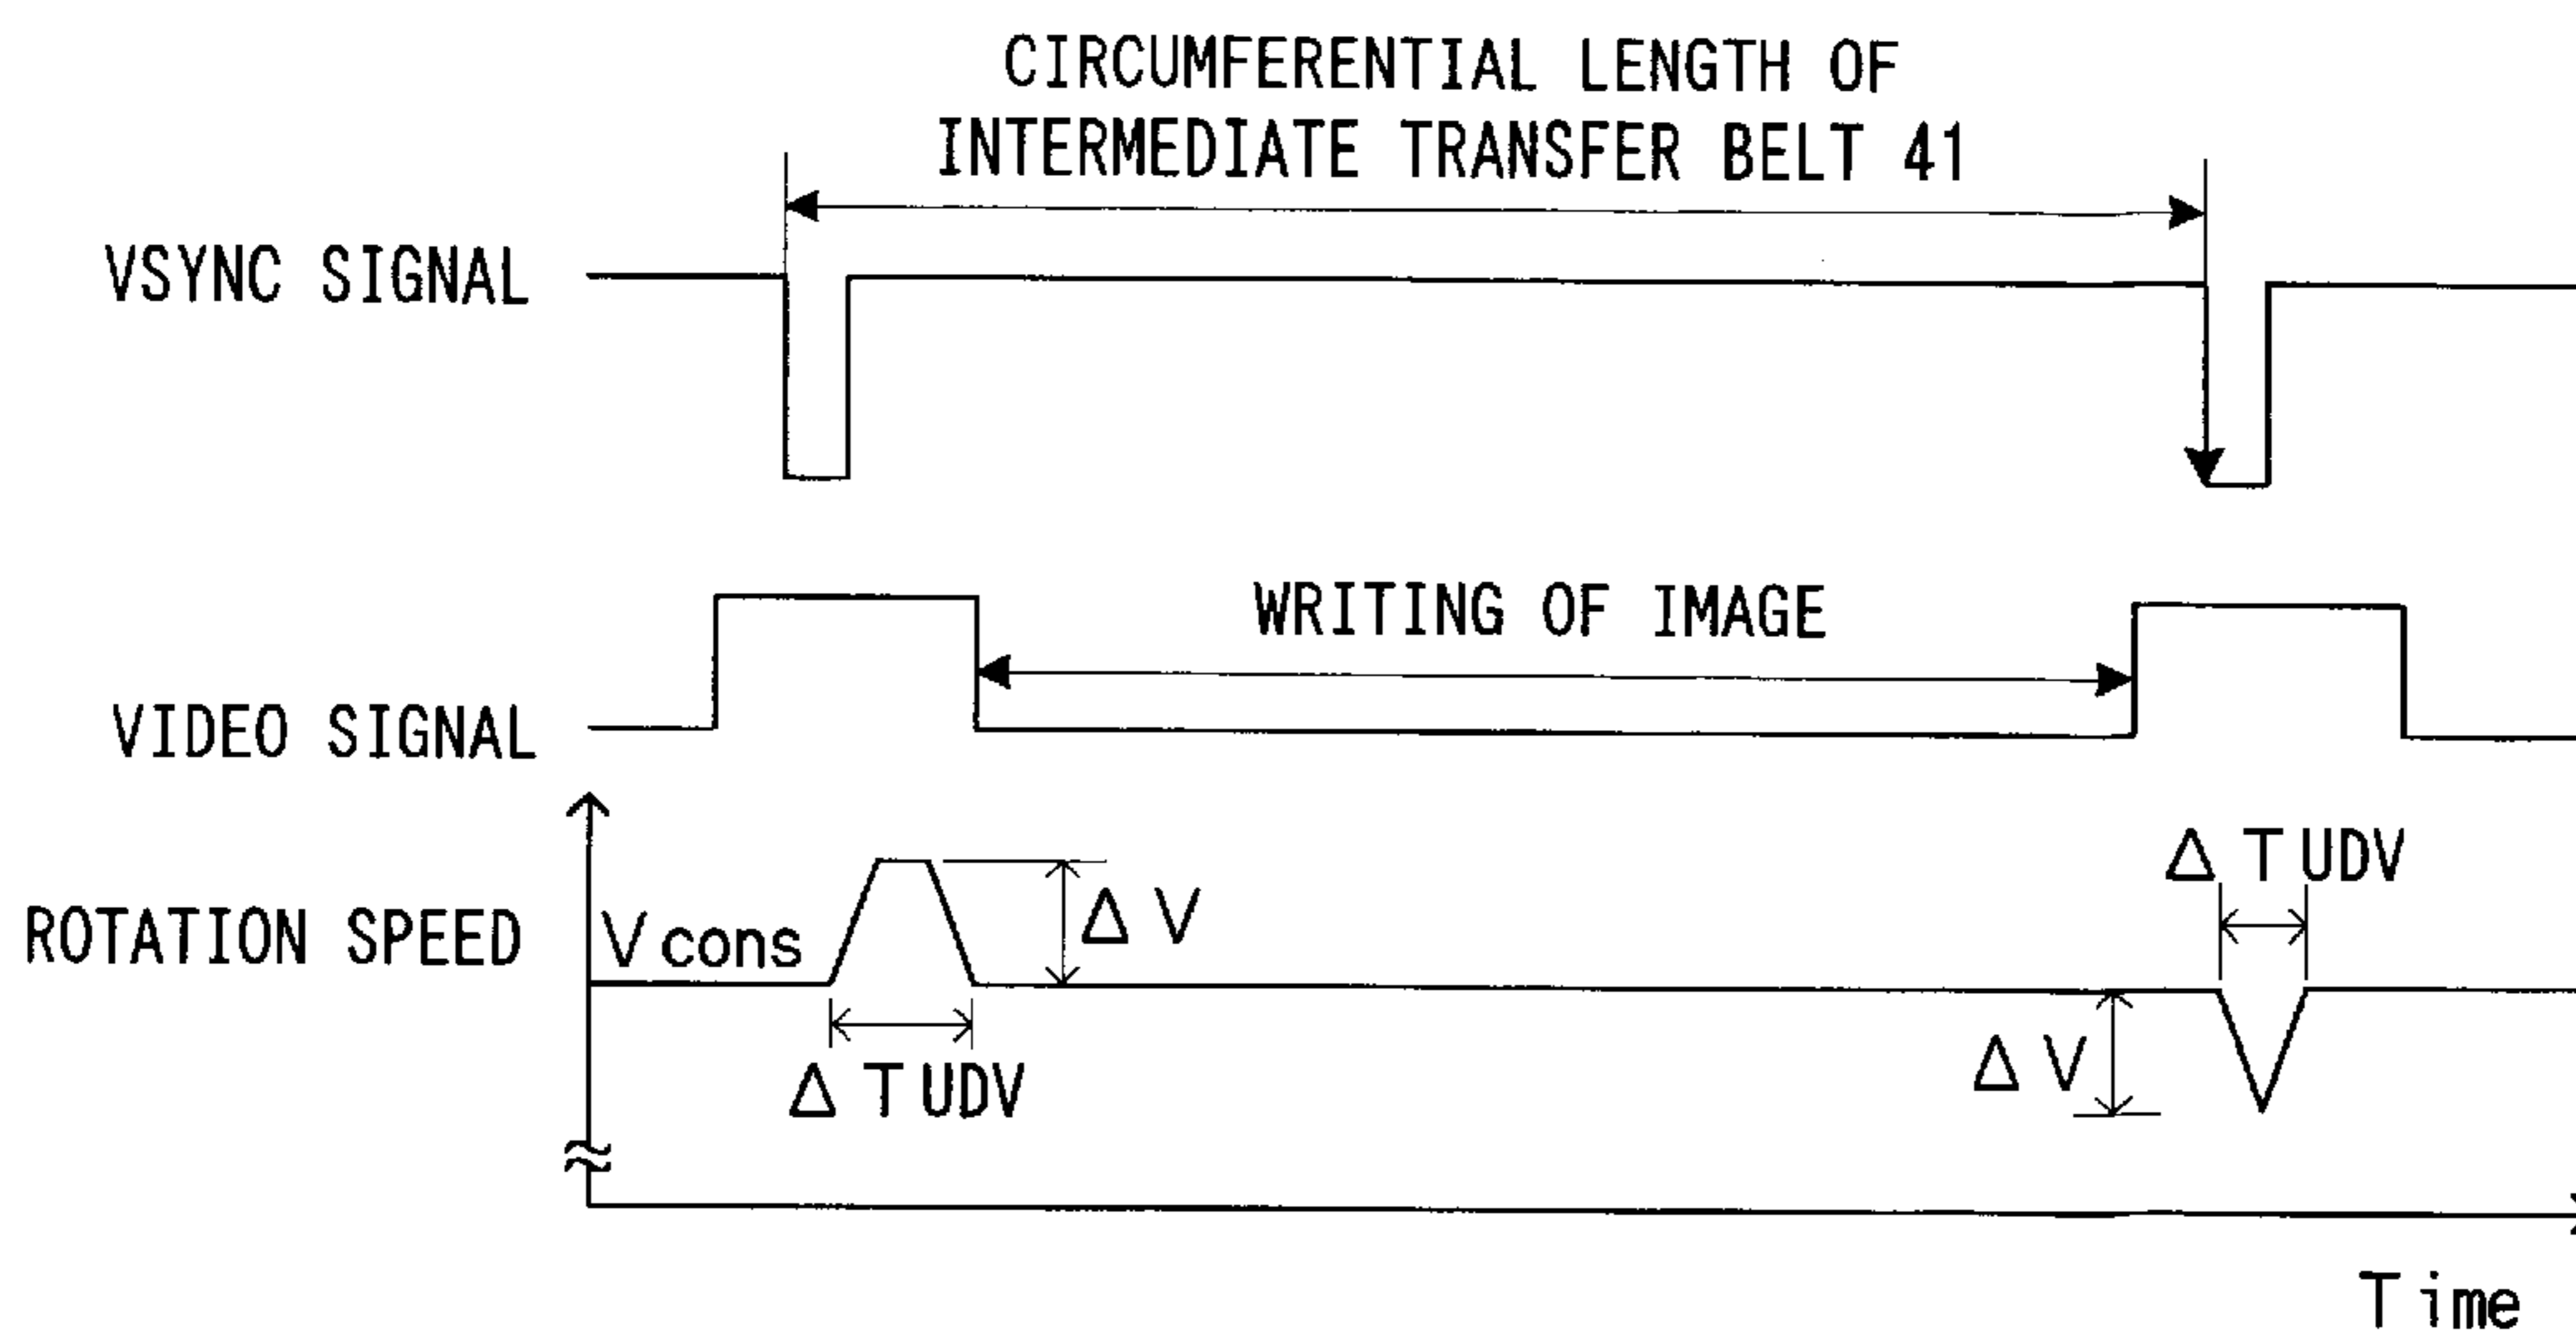 CIRCUMFERENTIAL LENGTH OF
INTERMEDIATE TRANSFER BELT 41
VSYNC SIGNAL
WRITING OF IMAGE
VIDEO SIGNAL
Δ T UDV
ROTATION SPEED
V cons
Δ V
Δ V
Δ T UDV
Time